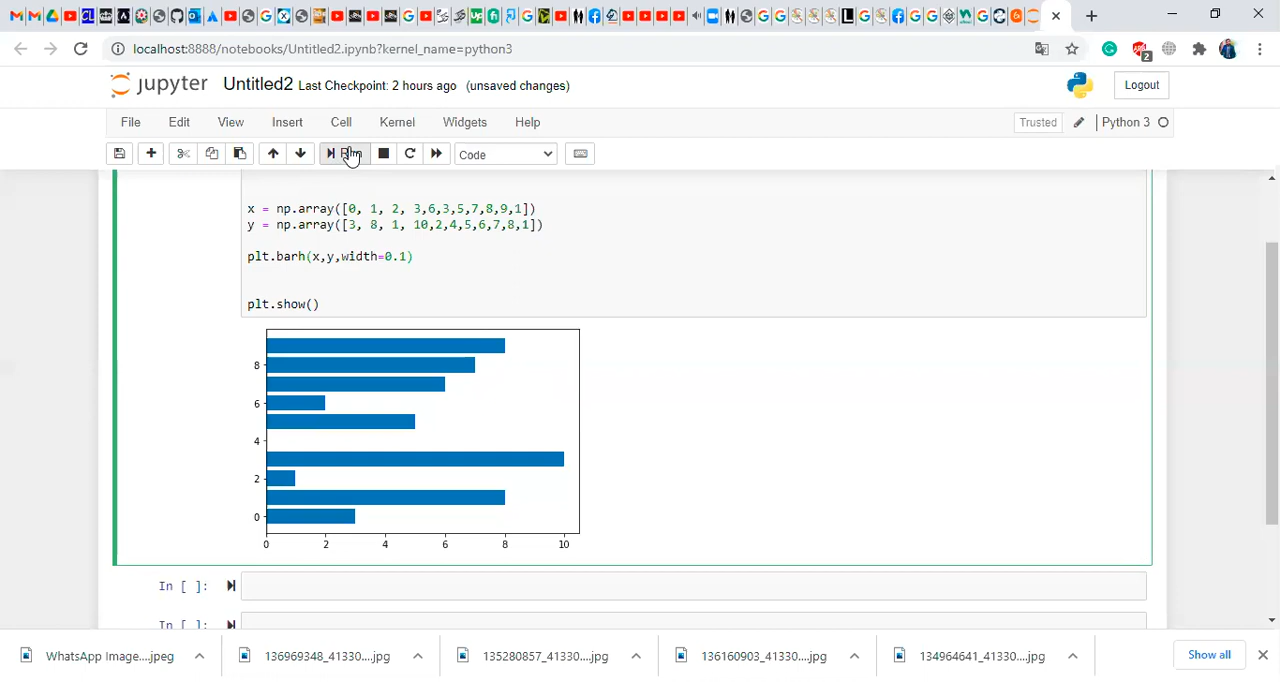 localhost:8888/notebooks/Untitled2.ipynb?kernel_name=python3
2
jupyter Untitled2 Last Checkpoint: 2 hours ago (unsaved changes)
Logout
File Edit View Insert Cell Kernel Widgets Help
Trusted Python 3
Code
x = np.array([0, 1, 2, 3,6,3,5,7,8,9,1])
y = np.array([3, 8, 1, 10,2,4,5,6,7,8,1])
plt.barh(x,y,width=0.1)
plt.show()
8
6
4
2
0
0 2 4 6 8 10
In [ ]:
In [ ]:
WhatsApp Image....jpeg
136969348_41330....jpg
135280857_41330....jpg
136160903_41330....jpg
134964641_41330....jpg
Show all